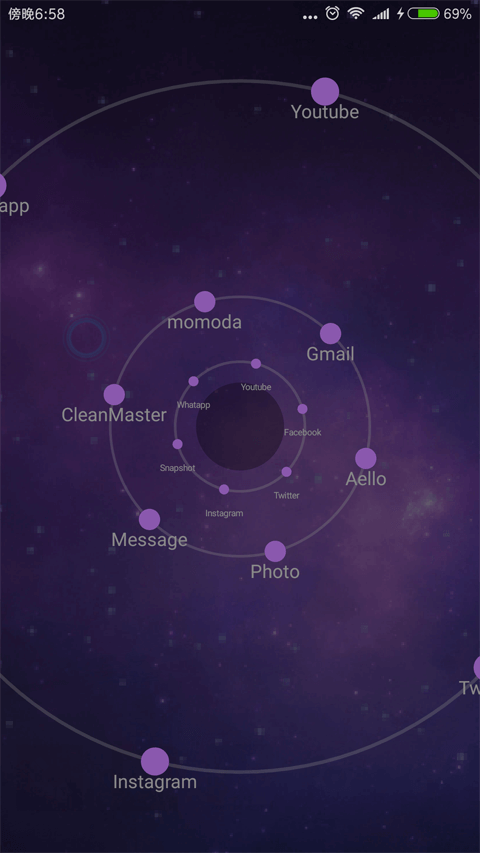 傍晚6:58
69%
Youtube
app
momoda
Gmail
Youtube
Whatapp
CleanMaster
Facebook
Snapshot
Aello
Twitter
Instagram
Message
Photo
Tw
Instagram